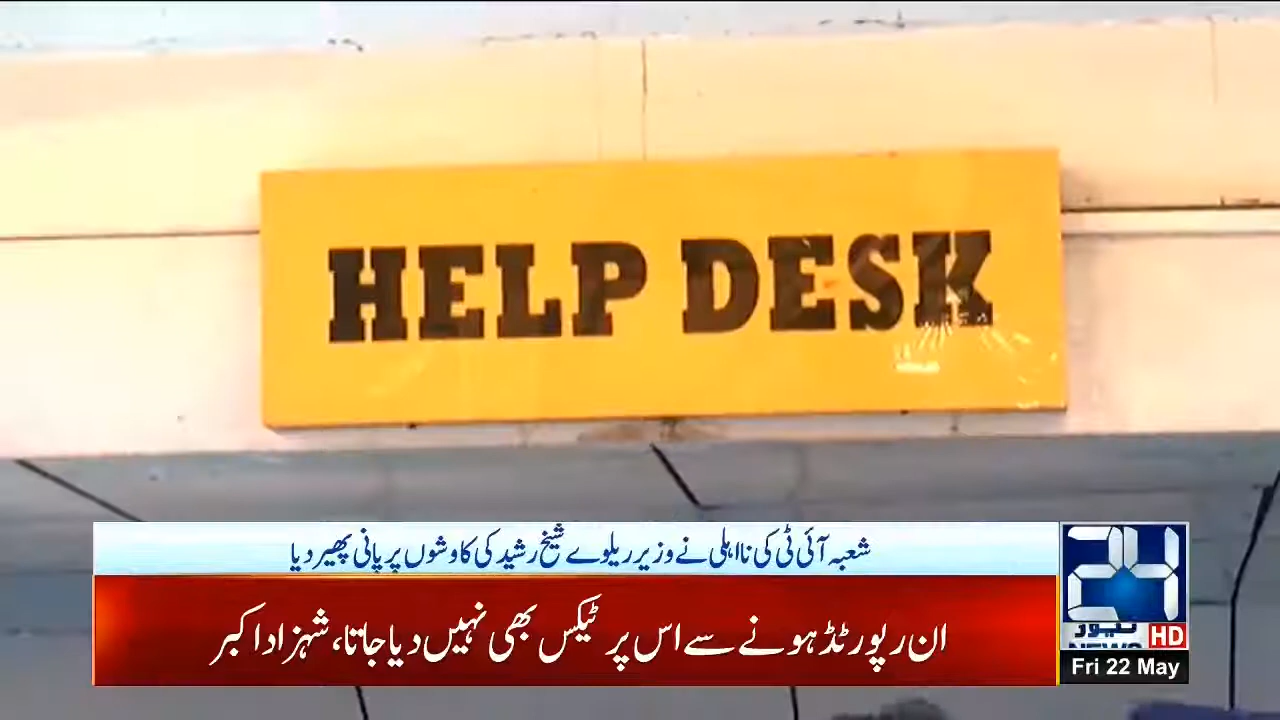 HELP DESK
شعبہ آئی ٹی کی نااہلی نے وزیر ریلوے شیخ رشید کی کاوشوں پر پانی پھیر دیا
ان رپورٹڈ ہونے سے اس پر ٹیکس بھی نہیں دیا جاتا، شہزاد اکبر
24
نیوز HD
NEWS
Fri 22 May